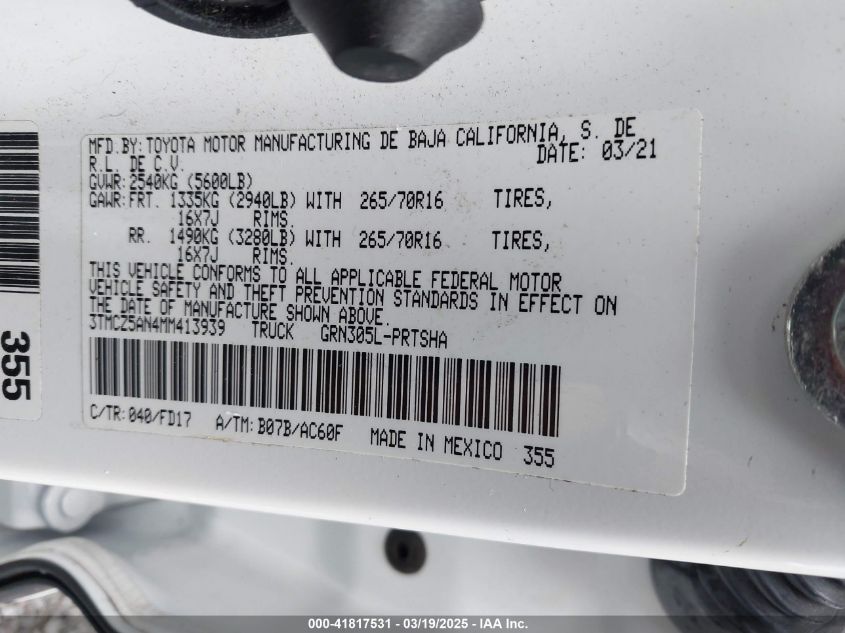 MFD.BY:TOYOTA MOTOR MANUFACTURING DE BAJA CALIFORNIA, S. DE
R.L. DE C.V. DATE: 03/21
GVWR:2540KG (5600LB)
GAWR:FRT. 1335KG (2940LB) WITH 265/70R16 TIRES,
16X7J RIMS.
RR. 1490KG (3280LB) WITH 265/70R16 TIRES,
16X7J RIMS.
THIS VEHICLE CONFORMS TO ALL APPLICABLE FEDERAL MOTOR
VEHICLE SAFETY AND THEFT PREVENTION STANDARDS IN EFFECT ON
THE DATE OF MANUFACTURE SHOWN ABOVE.
3TMCZ5AN4MM413939 TRUCK GRN305L-PRTSHA
C/TR:040/FD17 A/TM:B07B/AC60F MADE IN MEXICO 355
355
000-41817531 - 03/19/2025 - IAA Inc.